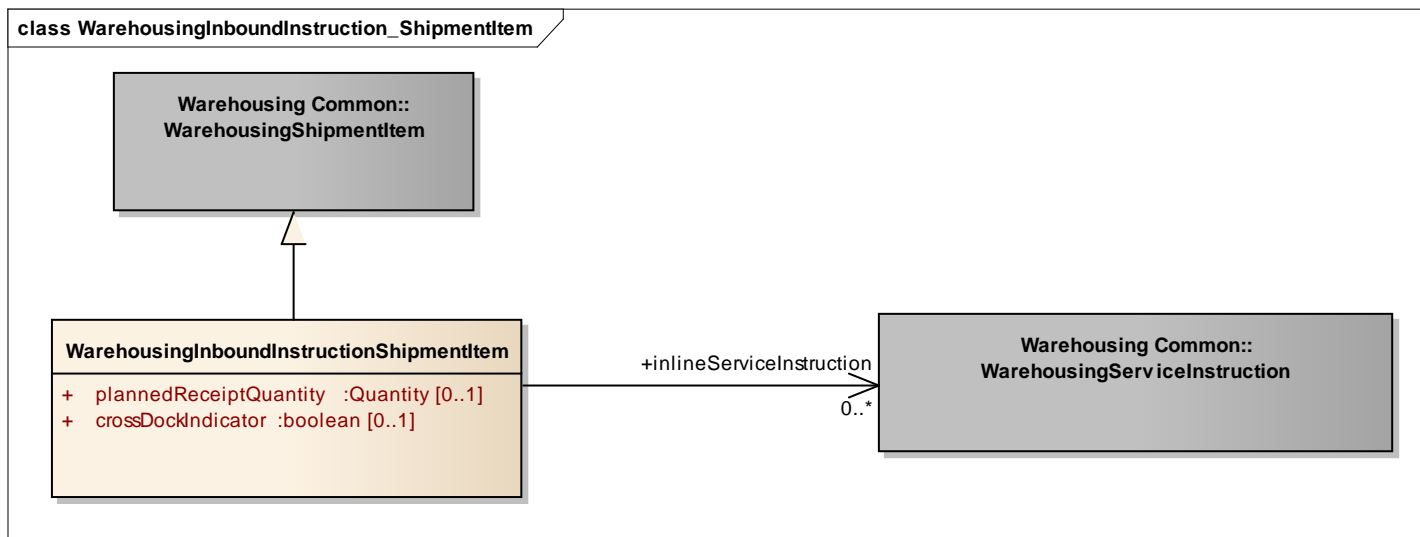 class WarehousingInboundInstruction_ShipmentItem
Warehousing Common::
WarehousingShipmentItem
WarehousingInboundInstructionShipmentItem
+ plannedReceiptQuantity :Quantity [0..1]
+ crossDockIndicator :boolean [0..1]
+inlineServiceInstruction
0..*
Warehousing Common::
WarehousingServiceInstruction